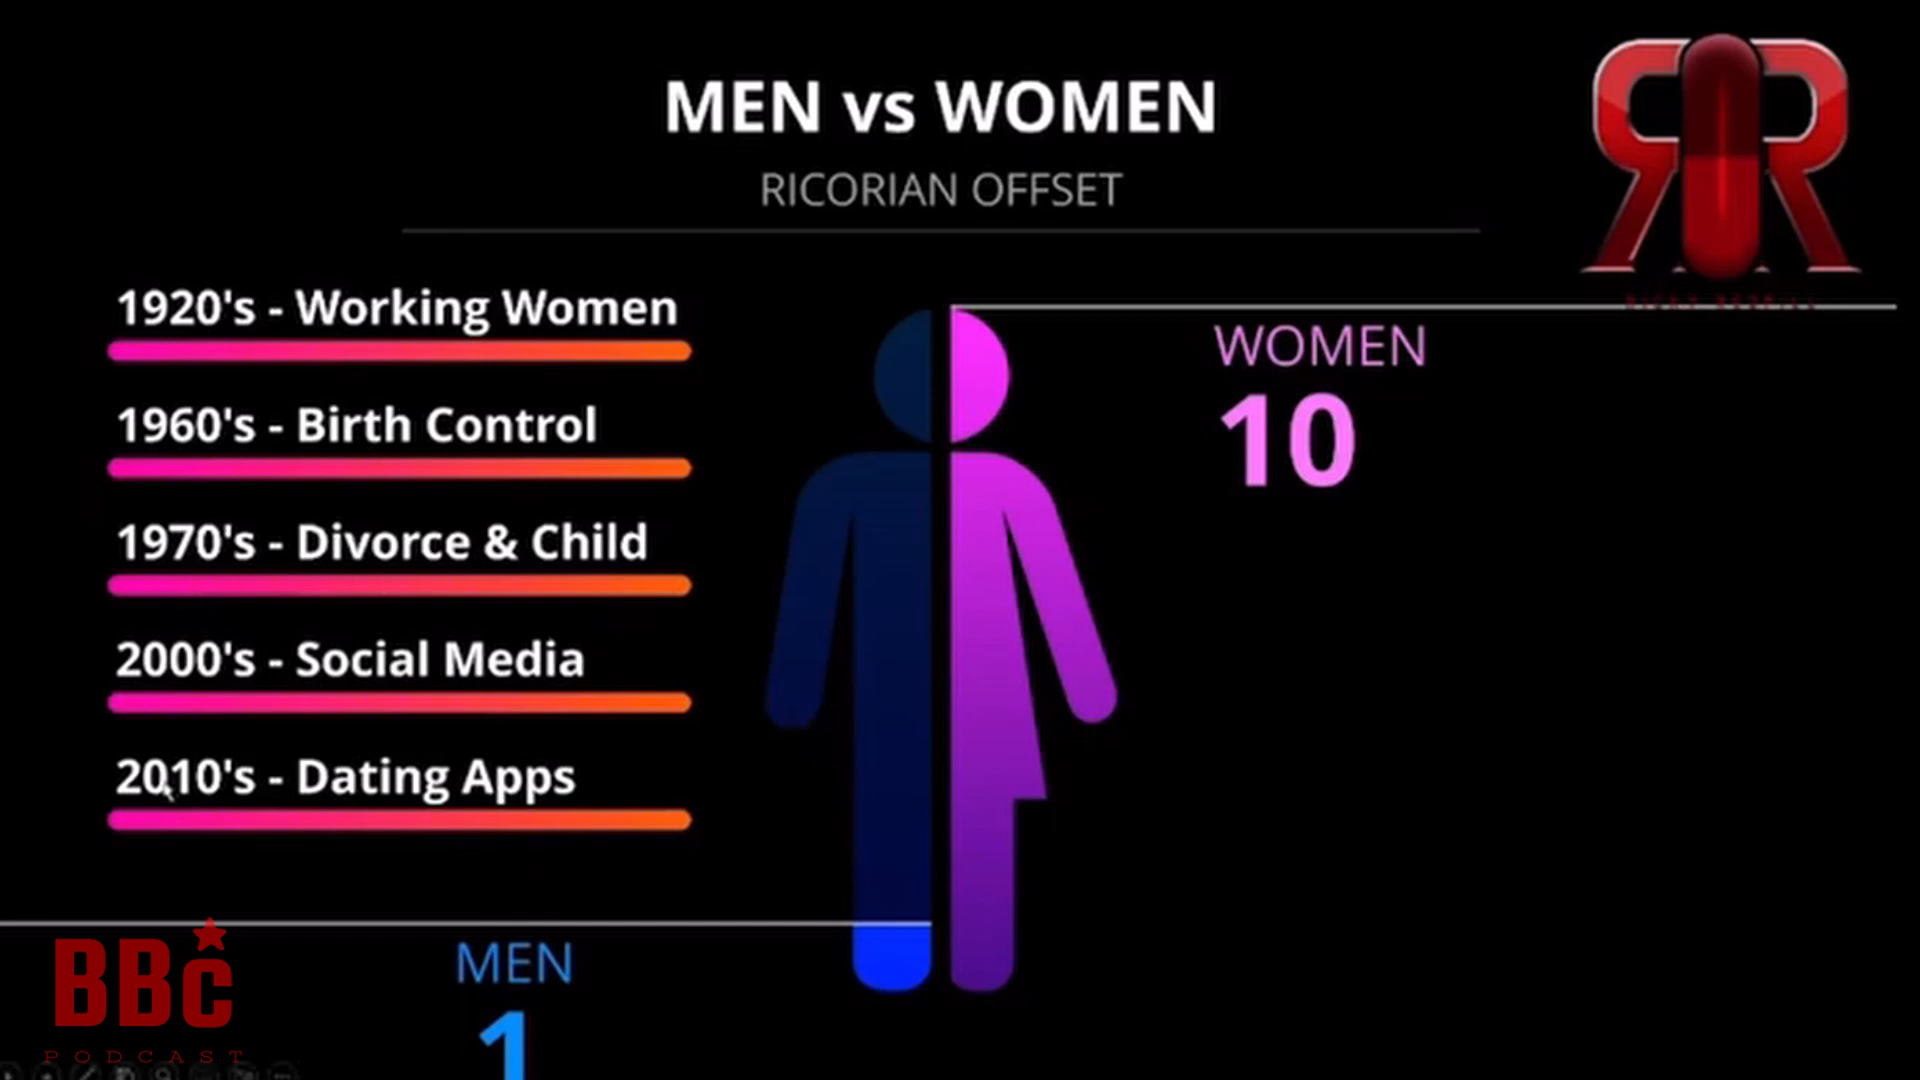 MEN vs WOMEN
RICORIAN OFFSET
1920's - Working Women
1960's - Birth Control
1970's - Divorce & Child
2000's - Social Media
2010's - Dating Apps
WOMEN
10
MEN
1
BBC
PODCAST